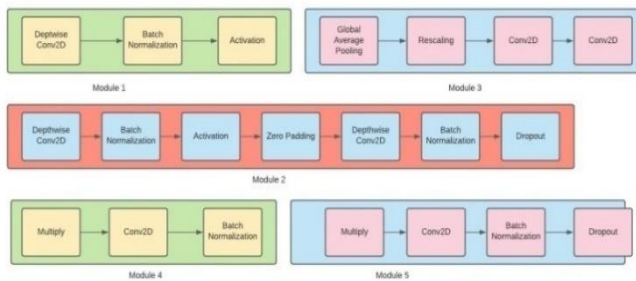 Deptwise
Conv2D
Batch
Normalization
Activation
Module 1
Global
Average
Pooling
Rescaling
Conv2D
Conv2D
Module 3
Depthwise
Conv2D
Batch
Normalization
Activation
Zero Padding
Depthwise
Conv2D
Batch
Normalization
Dropout
Module 2
Multiply
Conv2D
Batch
Normalization
Module 4
Multiply
Conv2D
Batch
Normalization
Dropout
Module 5